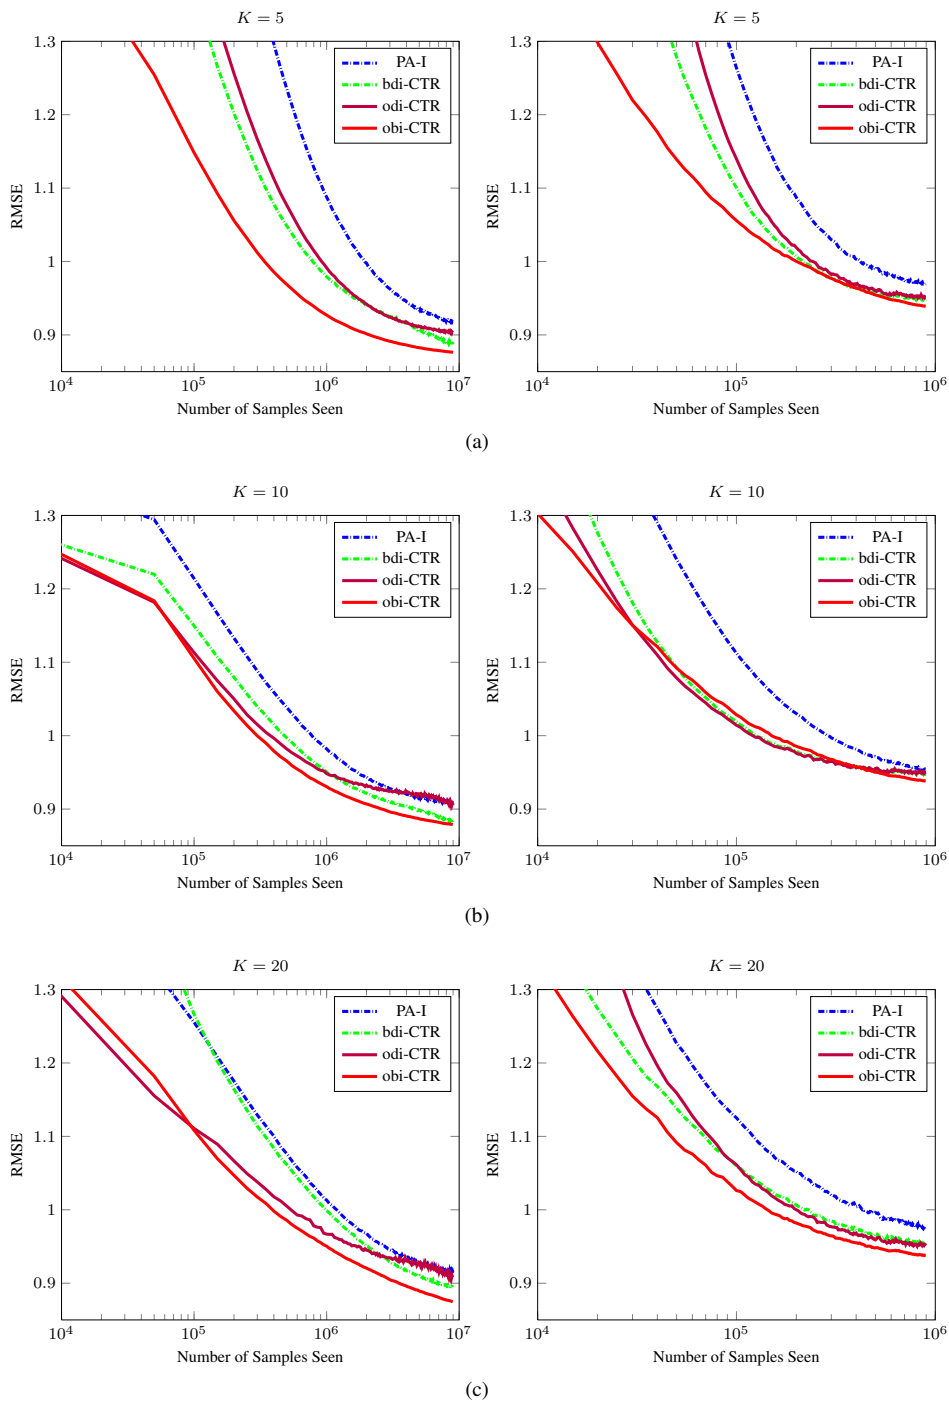 K = 5
1.3
1.2
1.1
1
0.9
RMSE
PA-I
bdi-CTR
odi-CTR
obi-CTR
10^4
10^5
10^6
10^7
Number of Samples Seen
K = 5
1.3
1.2
1.1
1
0.9
RMSE
PA-I
bdi-CTR
odi-CTR
obi-CTR
10^4
10^5
10^6
Number of Samples Seen
(a)
K = 10
1.3
1.2
1.1
1
0.9
RMSE
PA-I
bdi-CTR
odi-CTR
obi-CTR
10^4
10^5
10^6
10^7
Number of Samples Seen
K = 10
1.3
1.2
1.1
1
0.9
RMSE
PA-I
bdi-CTR
odi-CTR
obi-CTR
10^4
10^5
10^6
Number of Samples Seen
(b)
K = 20
1.3
1.2
1.1
1
0.9
RMSE
PA-I
bdi-CTR
odi-CTR
obi-CTR
10^4
10^5
10^6
10^7
Number of Samples Seen
K = 20
1.3
1.2
1.1
1
0.9
RMSE
PA-I
bdi-CTR
odi-CTR
obi-CTR
10^4
10^5
10^6
Number of Samples Seen
(c)